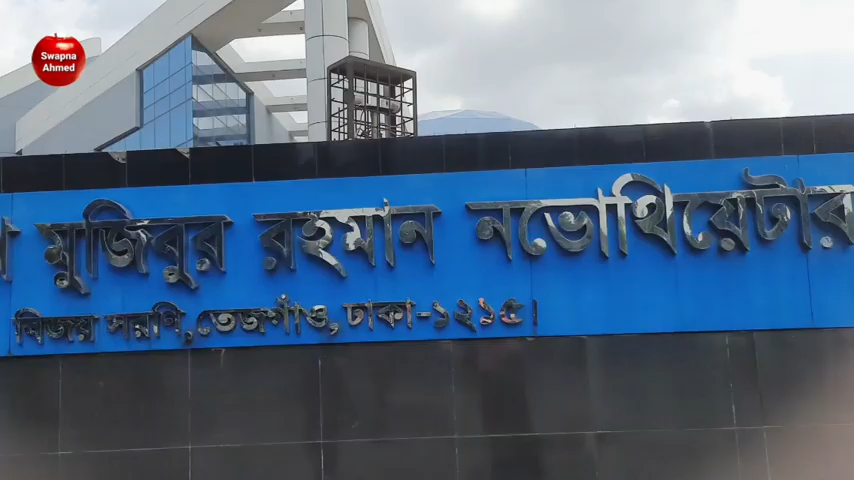 Swapna
Ahmed
মুজিবুর রহমান নভোথিয়েটার
বিজয় সরণি, তেজগাঁও, ঢাকা-১২১৫।